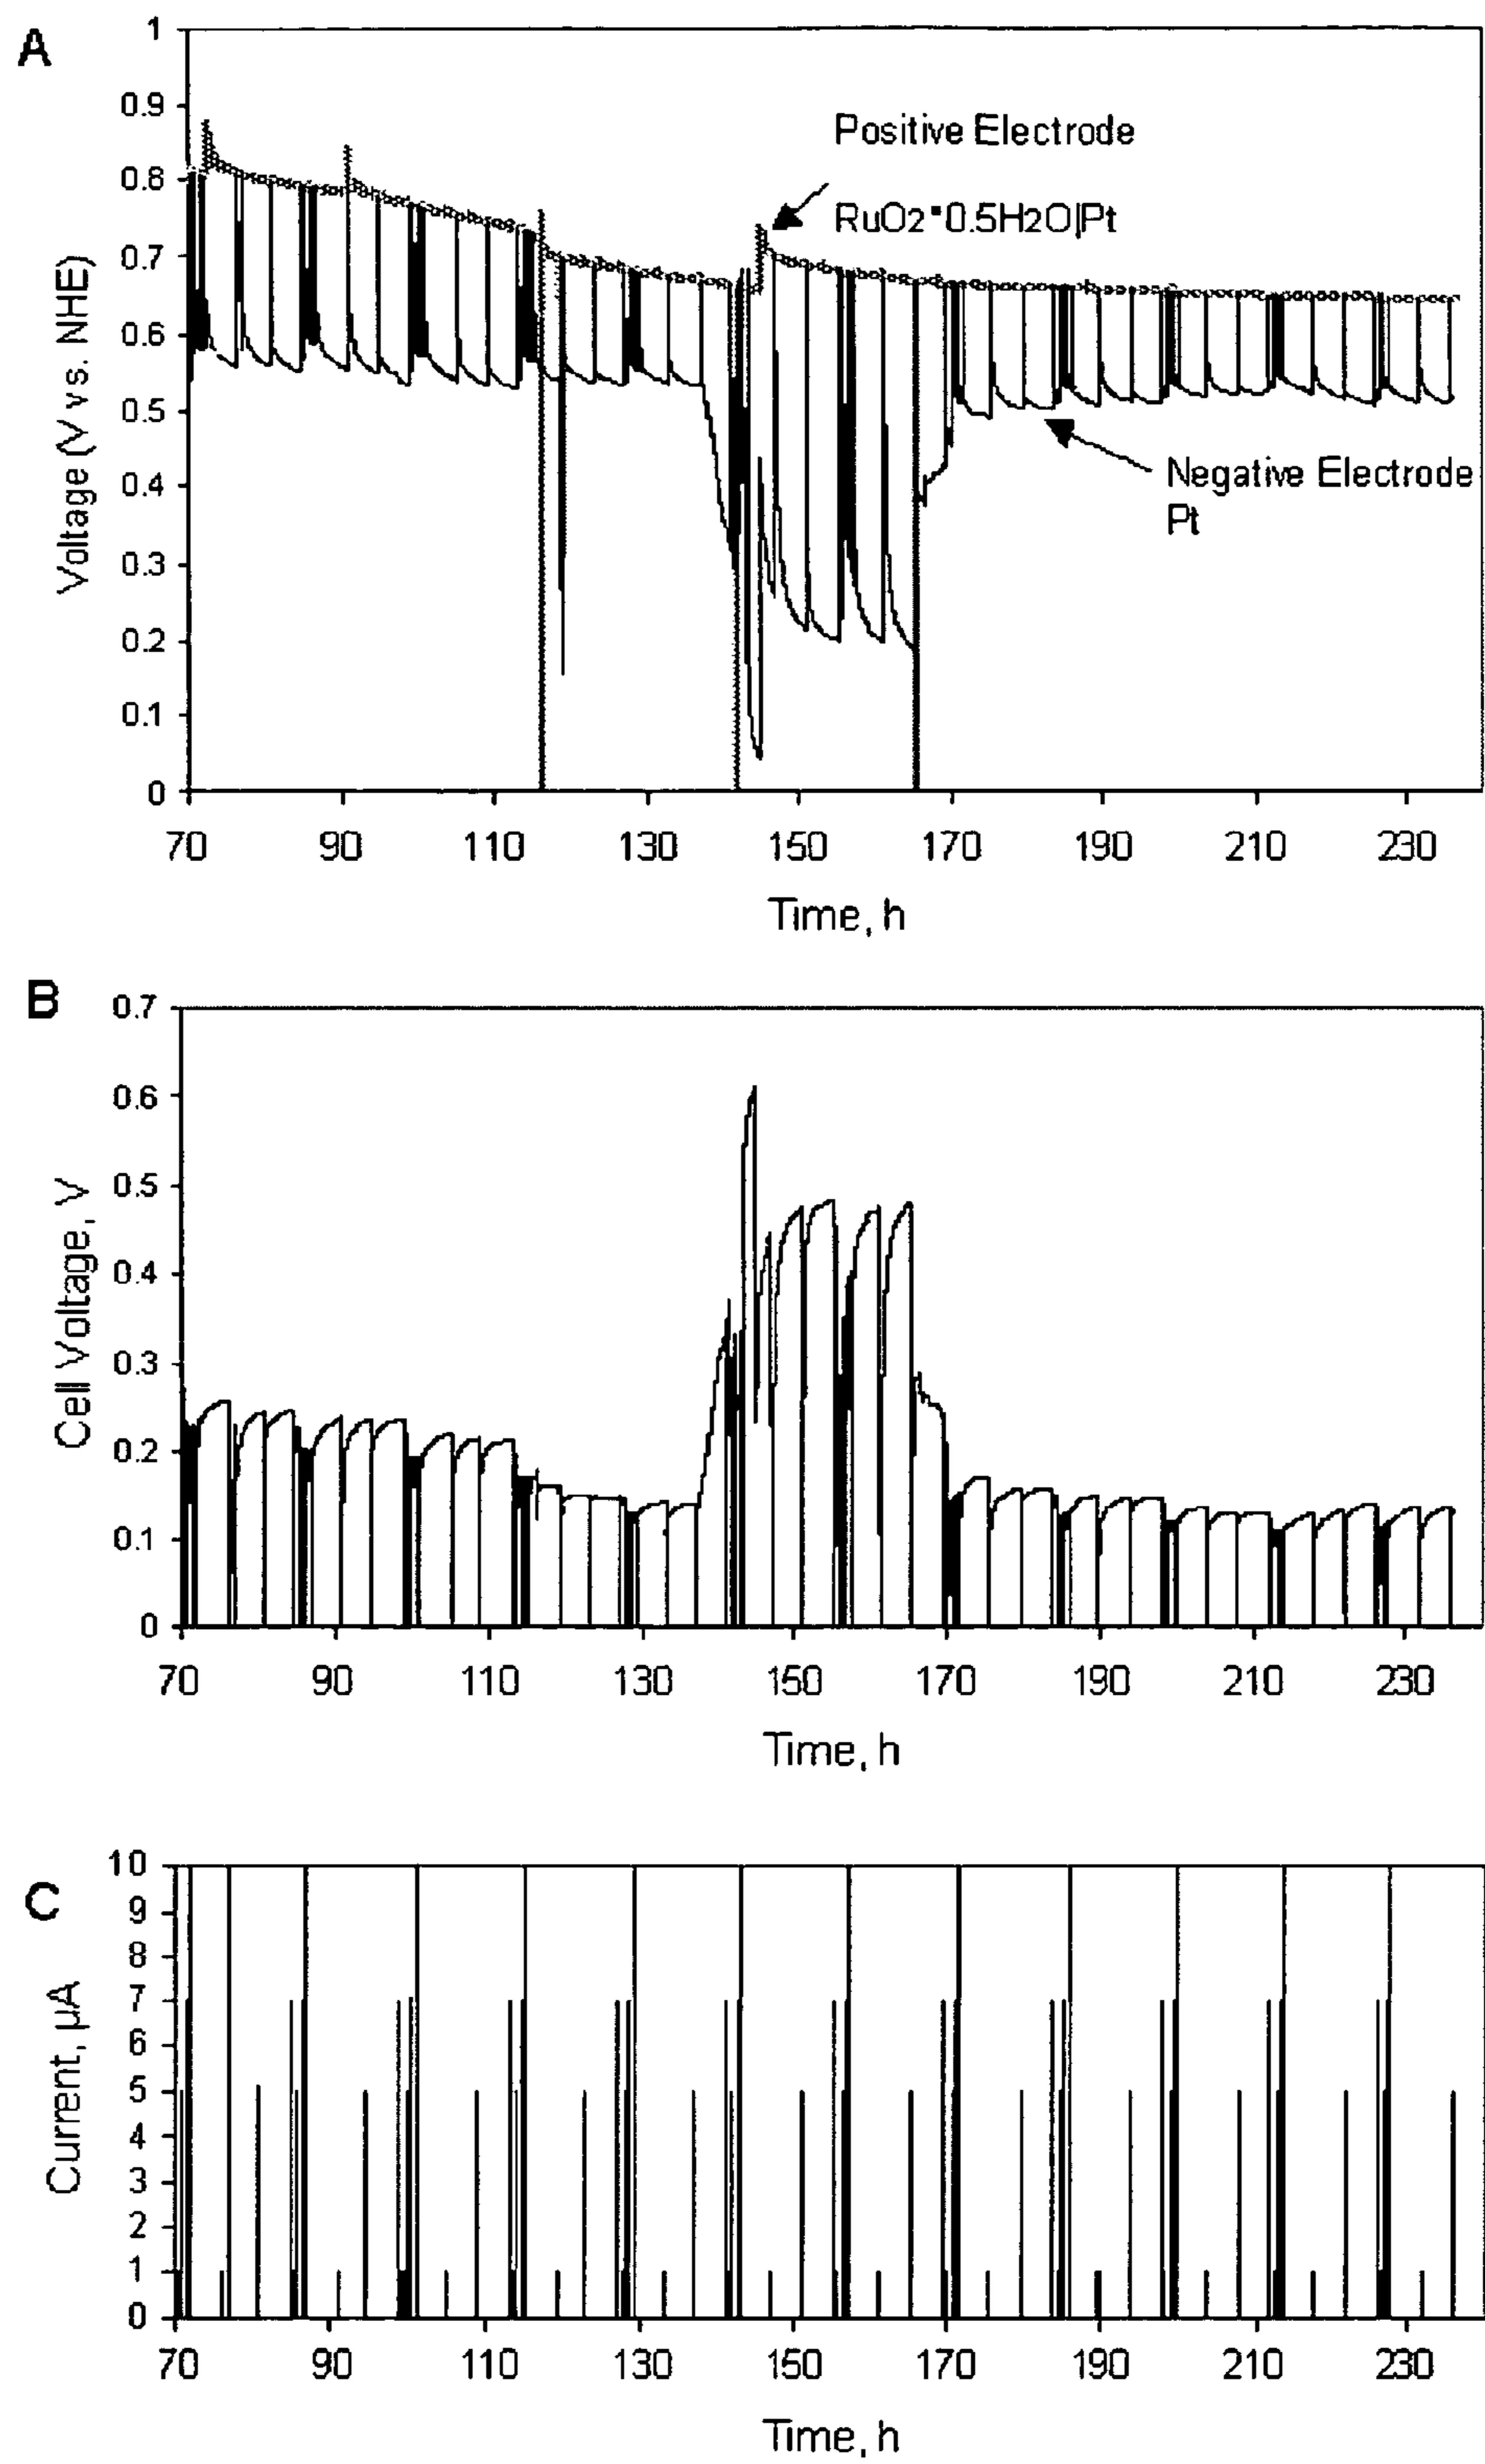 A
1
0.9
0.8
0.7
0.6
0.5
0.4
0.3
0.2
0.1
0
Voltage (V vs. NHE)
Positive Electrode
RuO2•0.5H2O|Pt
Negative Electrode
Pt
70 90 110 130 150 170 190 210 230
Time, h
B
0.7
0.6
0.5
0.4
0.3
0.2
0.1
0
Cell Voltage, V
70 90 110 130 150 170 190 210 230
Time, h
C
10
9
8
7
6
5
4
3
2
1
0
Current, µA
70 90 110 130 150 170 190 210 230
Time, h